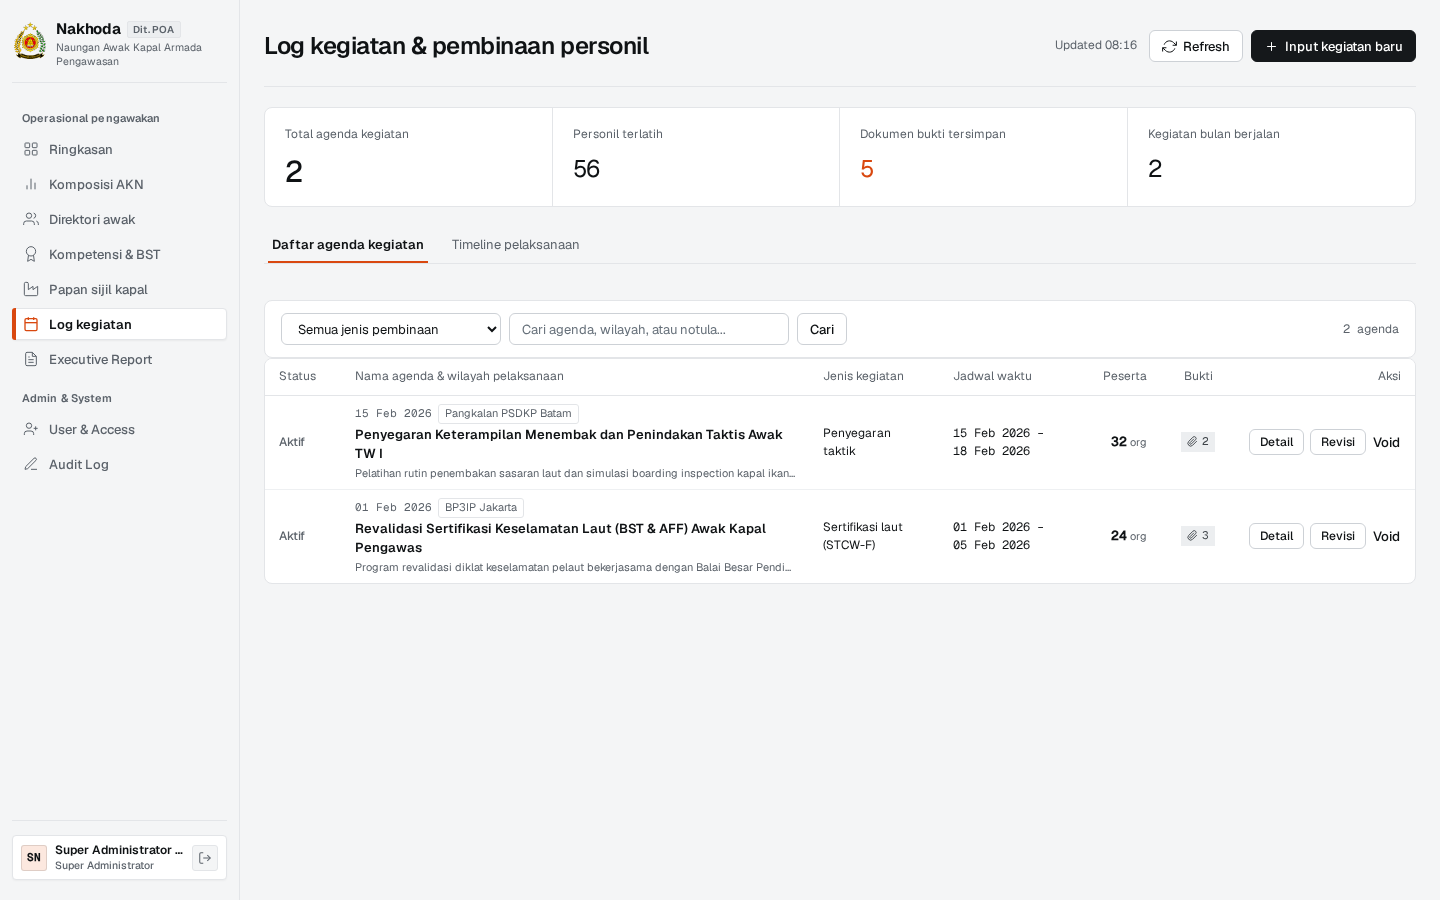 Nakhoda Dit. POA
Naungan Awak Kapal Armada
Pengawasan
Operasional pengawakan
Ringkasan
Komposisi AKN
Direktori awak
Kompetensi & BST
Papan sijil kapal
Log kegiatan
Executive Report
Admin & System
User & Access
Audit Log
SN
Super Administrator ...
Super Administrator
Log kegiatan & pembinaan personil
Updated 08:16
Refresh
Input kegiatan baru
Total agenda kegiatan
2
Personil terlatih
56
Dokumen bukti tersimpan
5
Kegiatan bulan berjalan
2
Daftar agenda kegiatan
Timeline pelaksanaan
Semua jenis pembinaan
Cari agenda, wilayah, atau notula...
Cari
2 agenda
Status
Nama agenda & wilayah pelaksanaan
Jenis kegiatan
Jadwal waktu
Peserta
Bukti
Aksi
Aktif
15 Feb 2026 Pangkalan PSDKP Batam
Penyegaran Keterampilan Menembak dan Penindakan Taktis Awak
TW I
Pelatihan rutin penembakan sasaran laut dan simulasi boarding inspection kapal ikan...
Penyegaran
taktik
15 Feb 2026 –
18 Feb 2026
32 org
2
Detail
Revisi
Void
Aktif
01 Feb 2026 BP3IP Jakarta
Revalidasi Sertifikasi Keselamatan Laut (BST & AFF) Awak Kapal
Pengawas
Program revalidasi diklat keselamatan pelaut bekerjasama dengan Balai Besar Pendi...
Sertifikasi laut
(STCW-F)
01 Feb 2026 –
05 Feb 2026
24 org
3
Detail
Revisi
Void